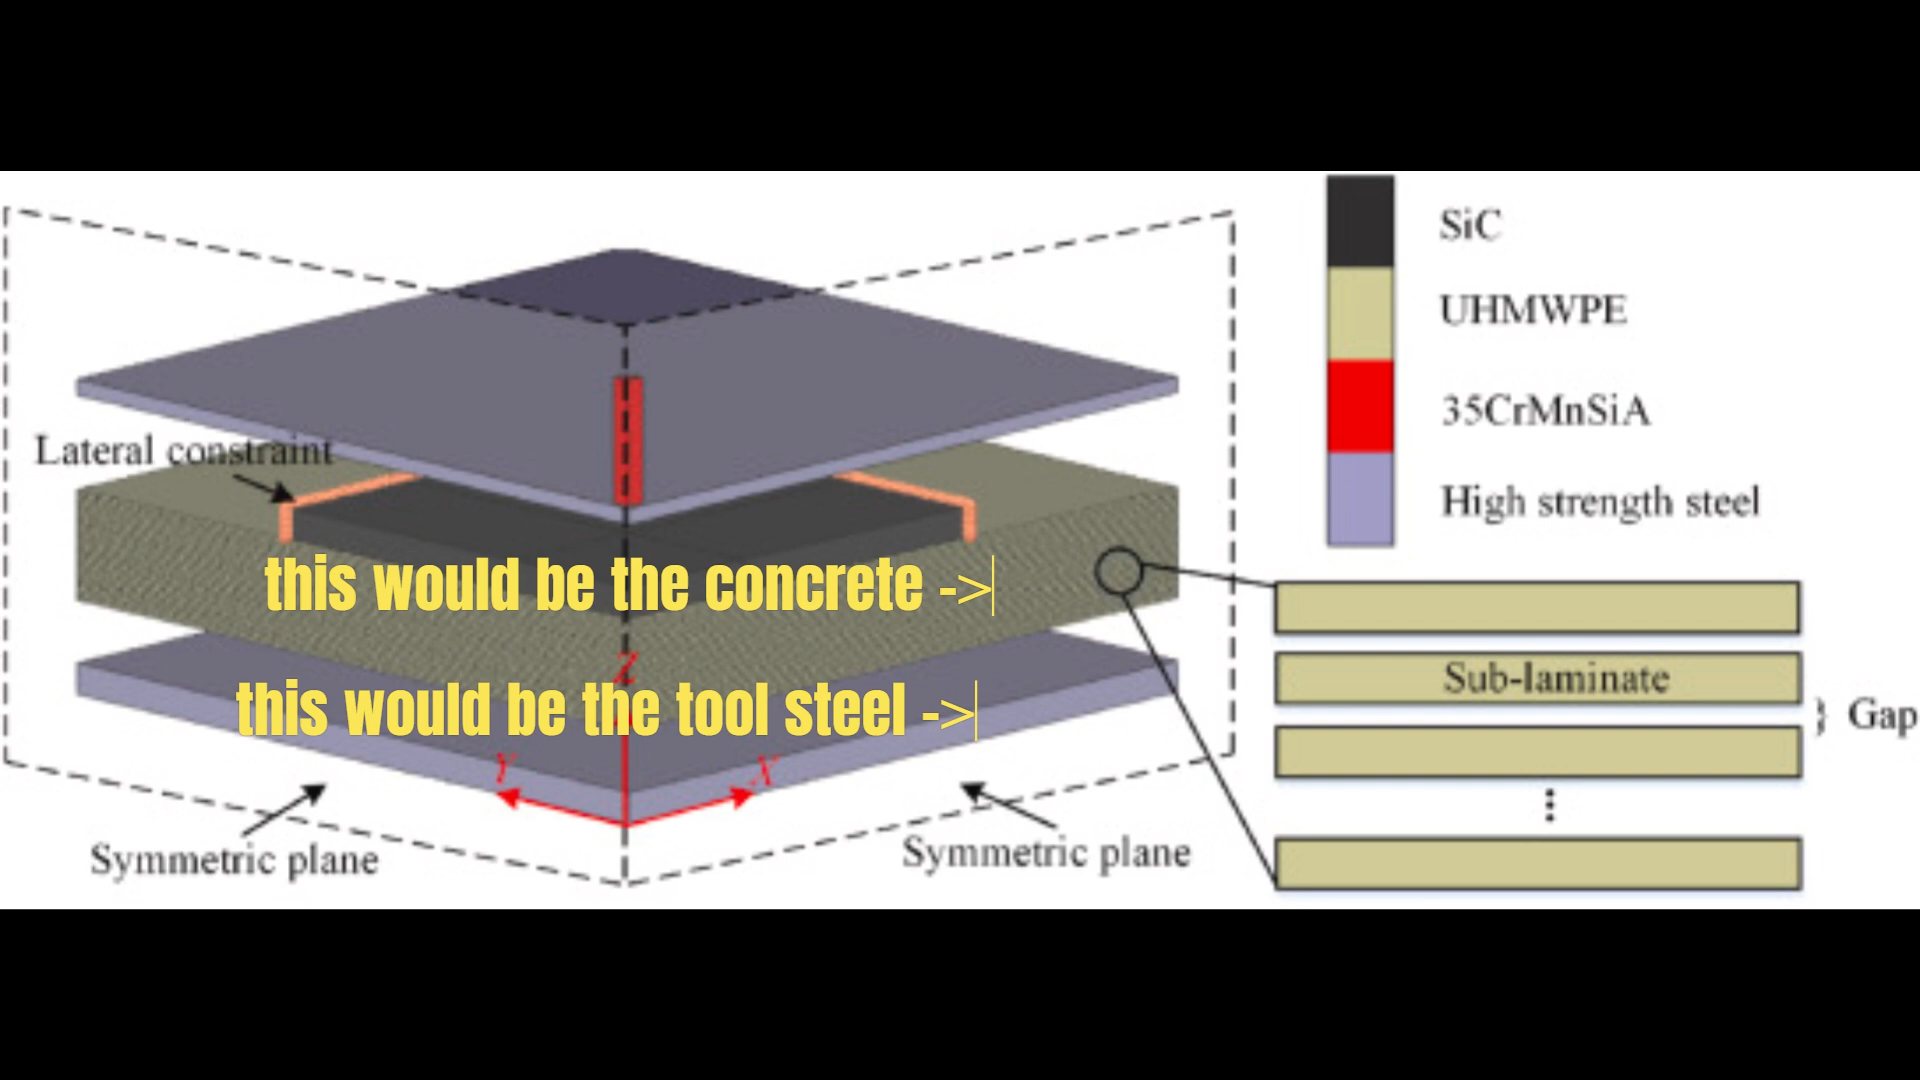 SiC
UHMWPE
35CrMnSiA
High strength steel
Lateral constraint
this would be the concrete ->|
Z
this would be the tool steel ->|
Y
X
Symmetric plane
Symmetric plane
Sub-laminate
} Gap